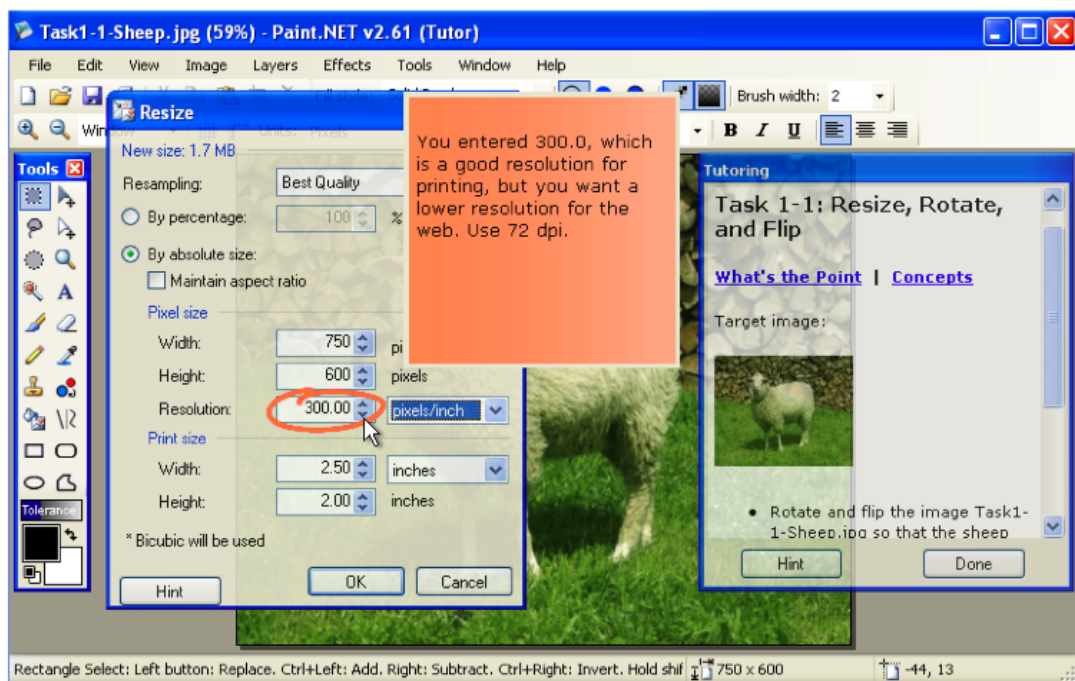 Task1-1-Sheep.jpg (59%) - Paint.NET v2.61 (Tutor)
File Edit View Image Layers Effects Tools Window Help
Brush width: 2
Window Units: Pixels
B I U
Tools
Tolerance
Resize
New size: 1.7 MB
Resampling: Best Quality
By percentage: 100 %
By absolute size:
Maintain aspect ratio
Pixel size
Width: 750
Height: 600 pixels
Resolution: 300.00 pixels/inch
Print size
Width: 2.50 inches
Height: 2.00 inches
* Bicubic will be used
Hint OK Cancel
You entered 300.0, which
is a good resolution for
printing, but you want a
lower resolution for the
web. Use 72 dpi.
Tutoring
Task 1-1: Resize, Rotate,
and Flip
What's the Point | Concepts
Target image:
• Rotate and flip the image Task1-
1-Sheep.jpg so that the sheep
Hint Done
Rectangle Select: Left button: Replace. Ctrl+Left: Add. Right: Subtract. Ctrl+Right: Invert. Hold shif 750 x 600 -44, 13